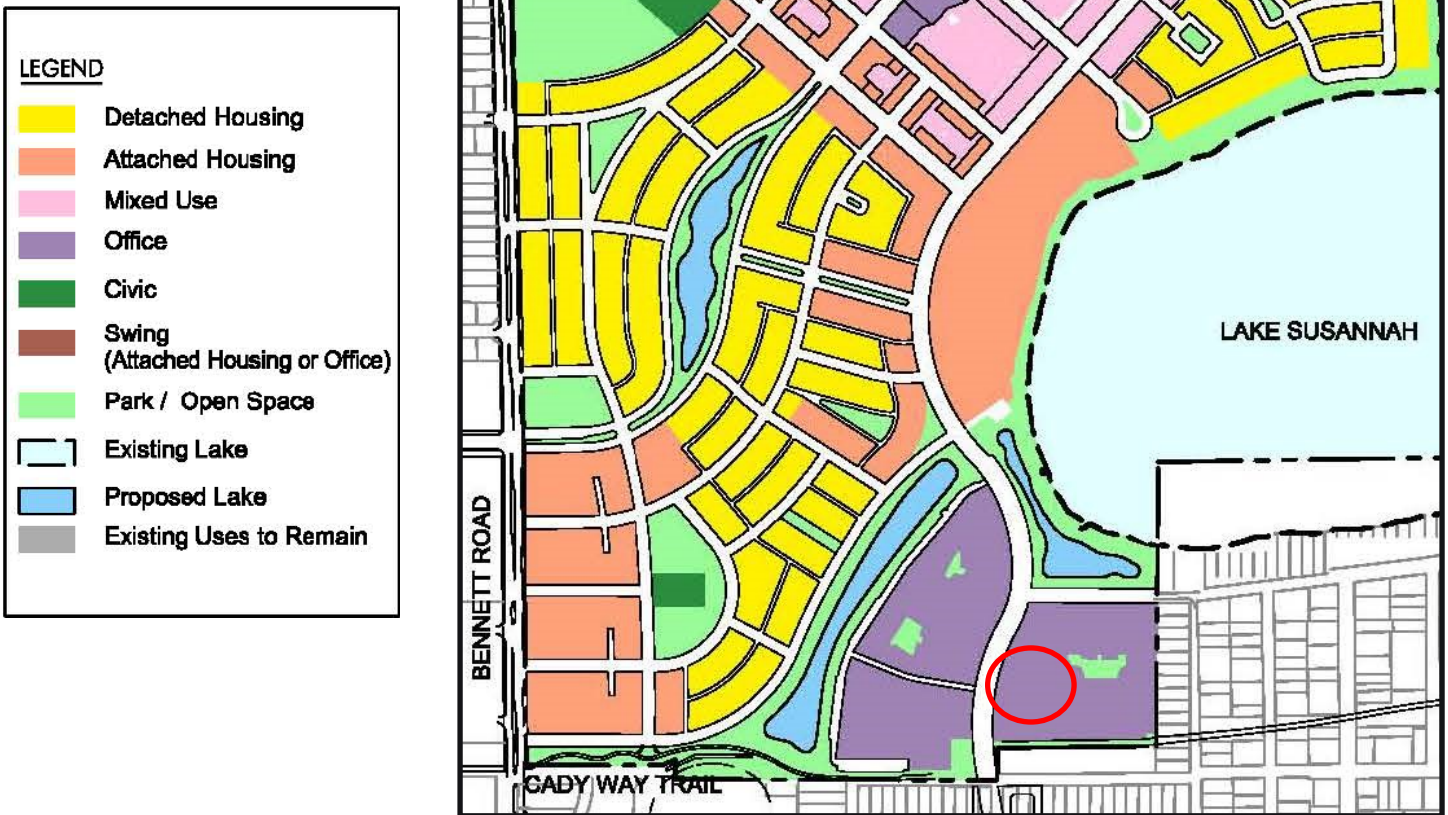 LEGEND
Detached Housing
Attached Housing
Mixed Use
Office
Civic
Swing
(Attached Housing or Office)
Park / Open Space
Existing Lake
Proposed Lake
Existing Uses to Remain
LAKE SUSANNAH
BENNETT ROAD
CADY WAY TRAIL